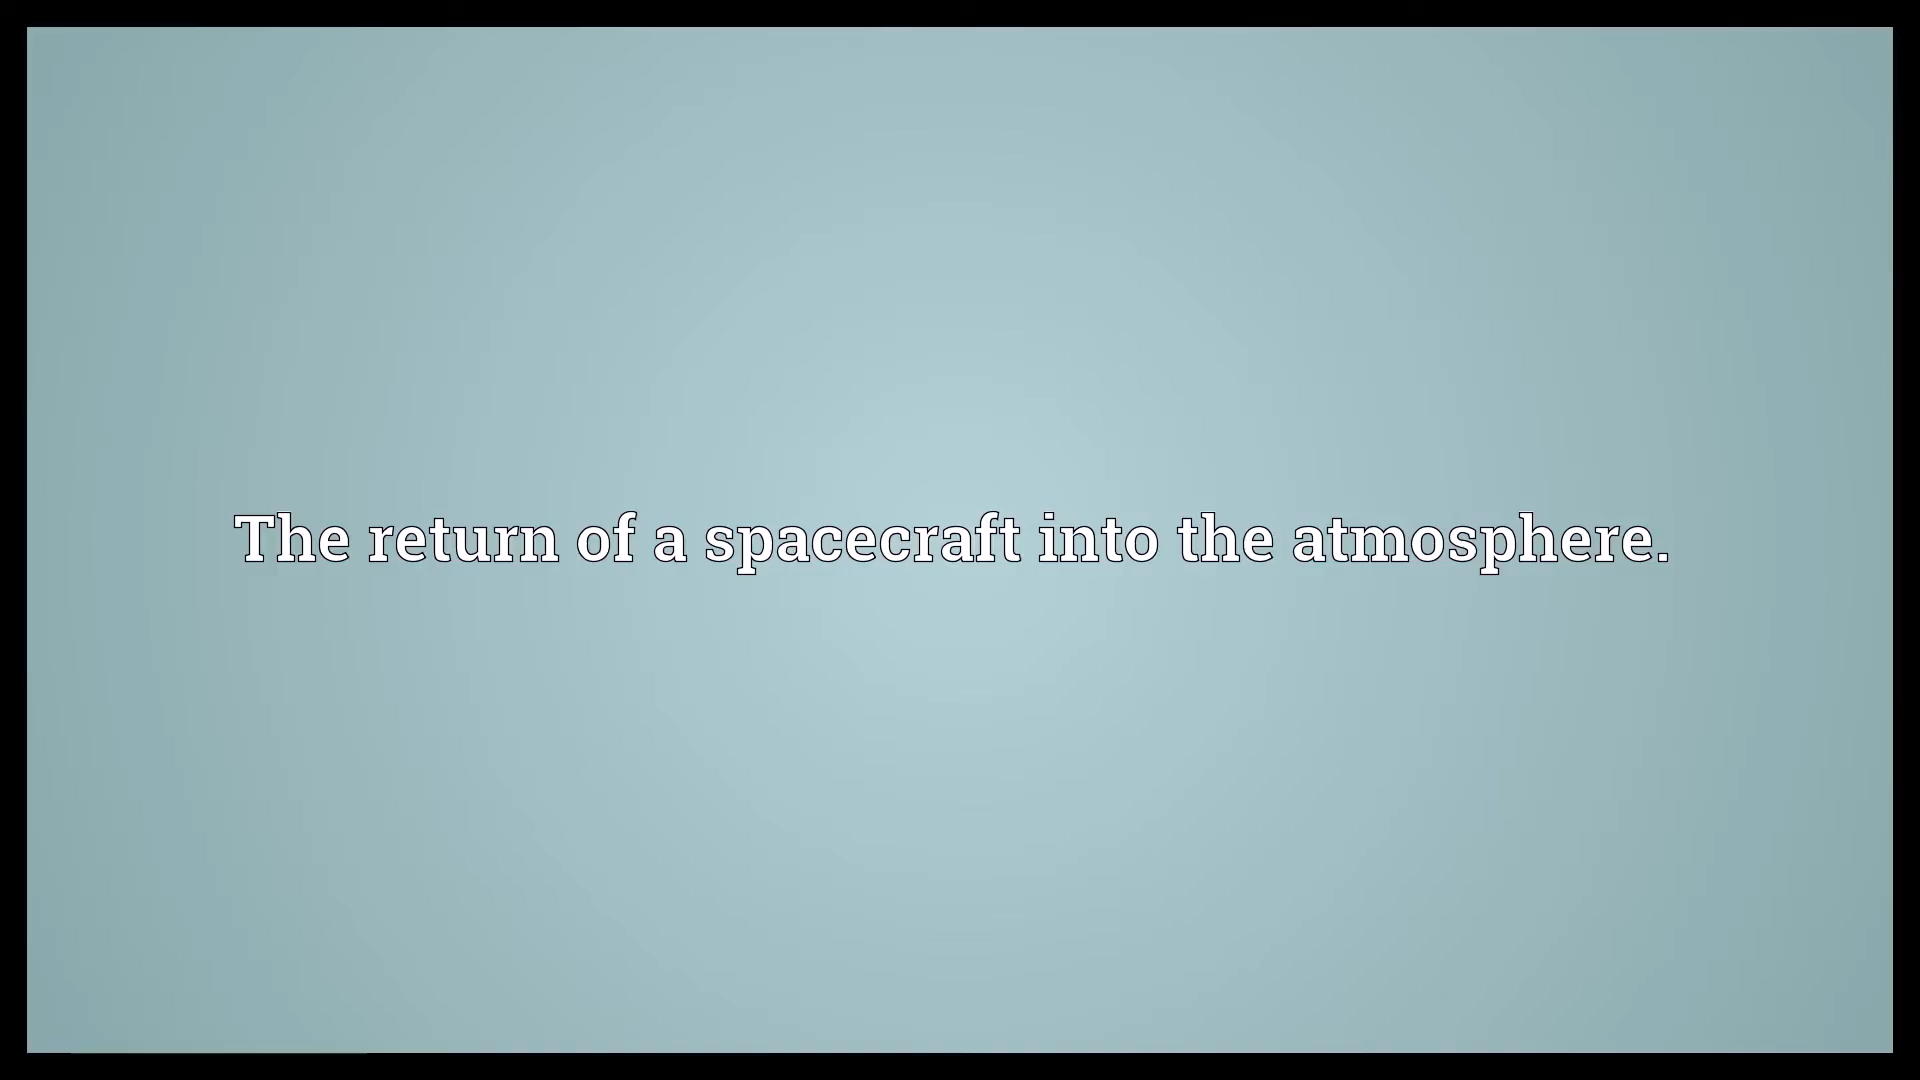 The return of a spacecraft into the atmosphere.